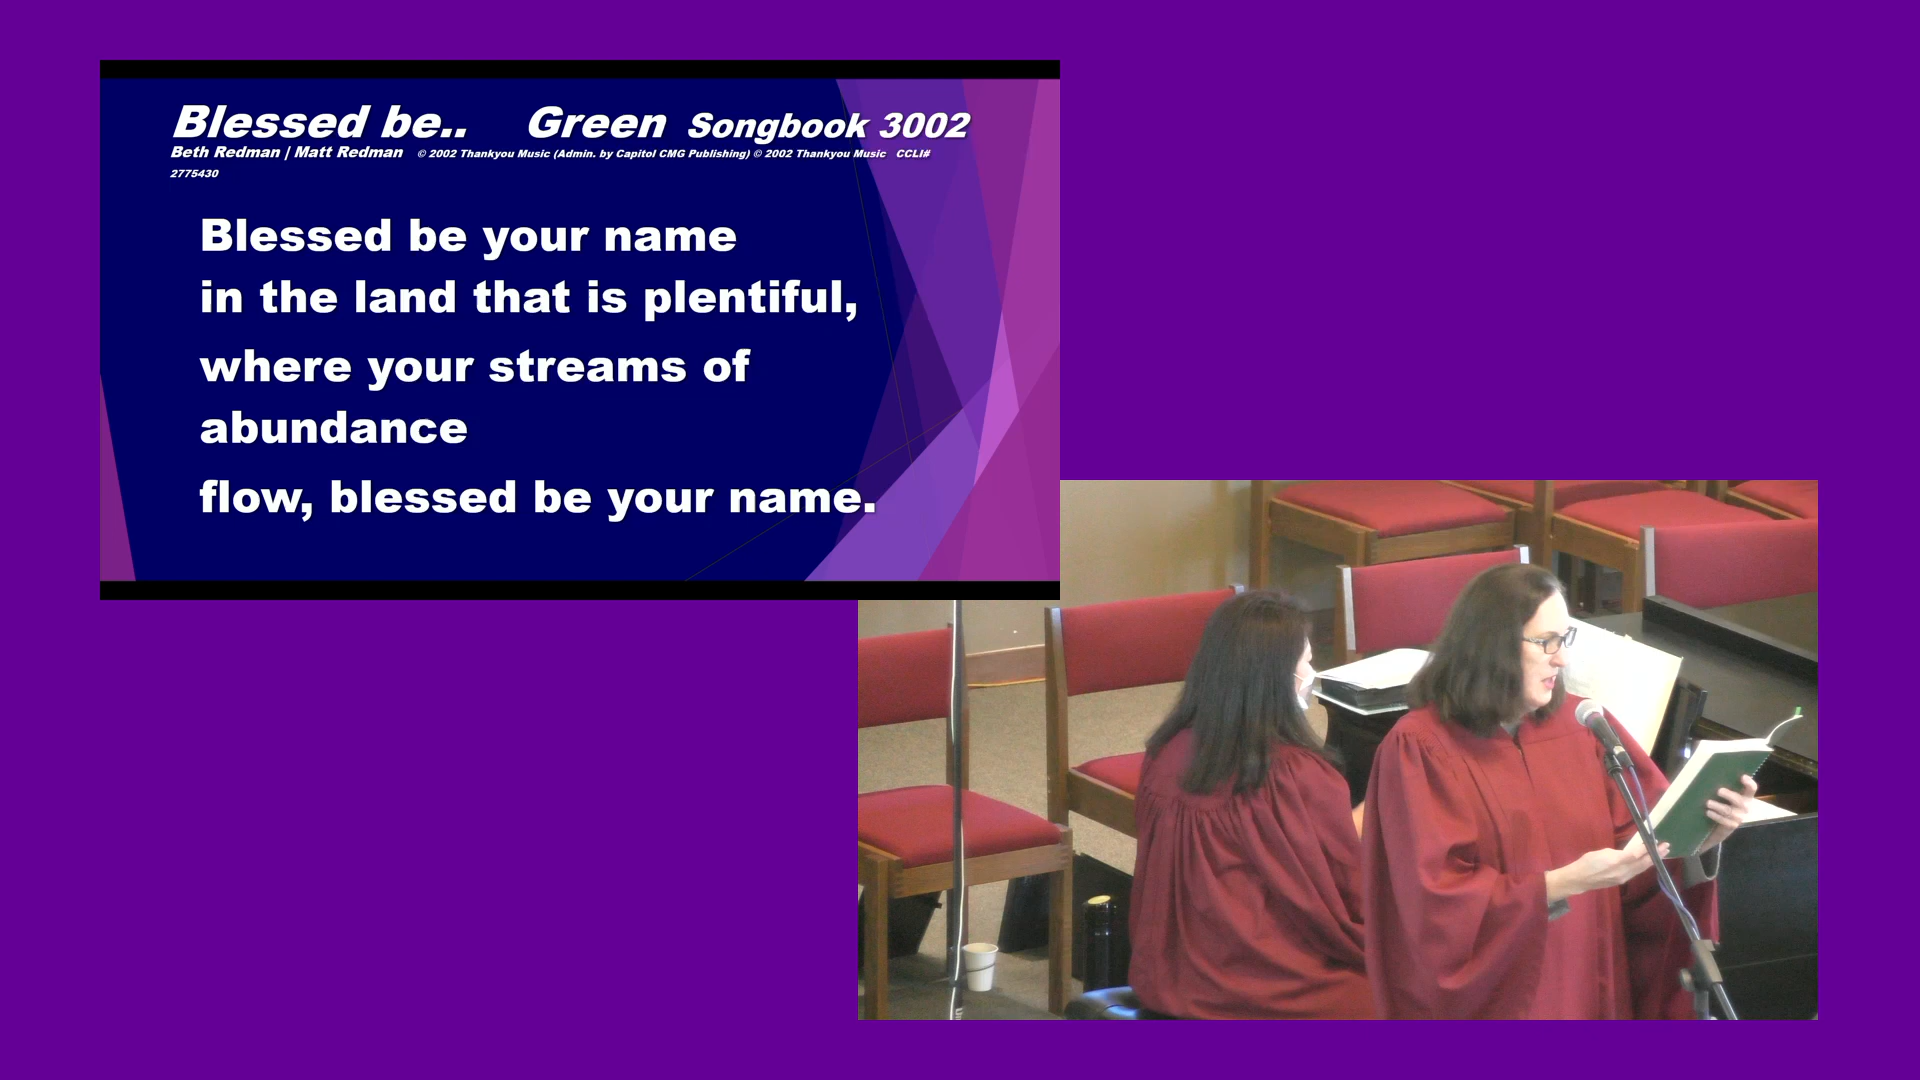 Blessed be.. Green Songbook 3002
Beth Redman | Matt Redman © 2002 Thankyou Music (Admin. by Capitol CMG Publishing) © 2002 Thankyou Music CCLI#
2775430
Blessed be your name
in the land that is plentiful,
where your streams of
abundance
flow, blessed be your name.